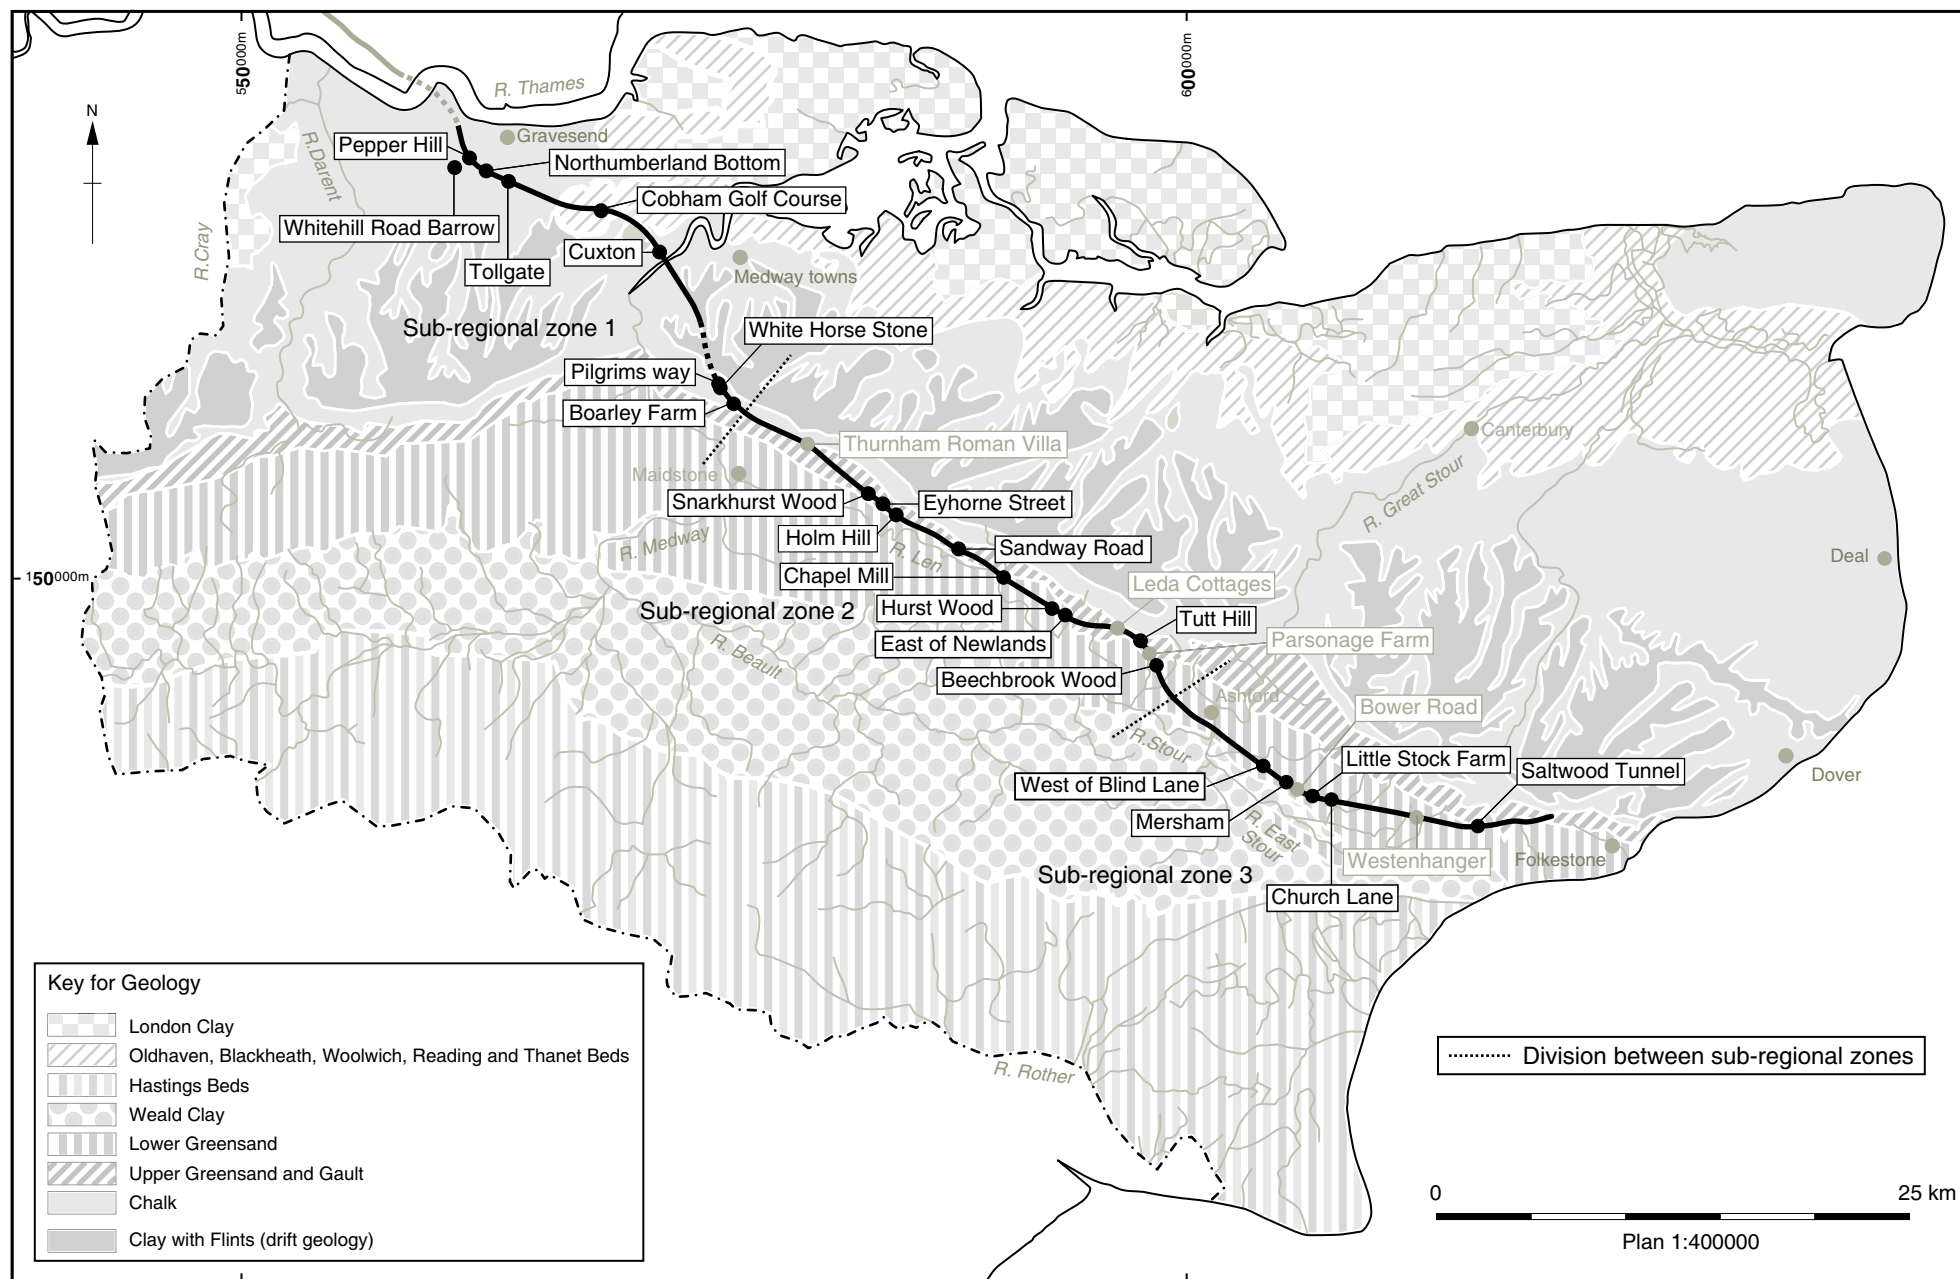 550000m
600000m
N
R. Thames
Gravesend
Pepper Hill
Northumberland Bottom
R.Darent
Cobham Golf Course
Whitehill Road Barrow
R.Cray
Cuxton
Tollgate
Medway towns
Sub-regional zone 1
White Horse Stone
Pilgrims way
Boarley Farm
Thurnham Roman Villa
Canterbury
Maidstone
R. Great Stour
Snarkhurst Wood
Eyhorne Street
Holm Hill
R. Medway
R. Len
Sandway Road
Deal
150000m
Chapel Mill
Leda Cottages
Sub-regional zone 2
Hurst Wood
Tutt Hill
East of Newlands
Parsonage Farm
R. Beault
Beechbrook Wood
Ashford
Bower Road
R.Stour
Little Stock Farm
Saltwood Tunnel
Dover
West of Blind Lane
Mersham
R. East
Stour
Westenhanger
Folkestone
Sub-regional zone 3
Church Lane
Key for Geology
London Clay
Oldhaven, Blackheath, Woolwich, Reading and Thanet Beds
Hastings Beds
Weald Clay
Lower Greensand
Upper Greensand and Gault
Chalk
Clay with Flints (drift geology)
R. Rother
Division between sub-regional zones
0
25 km
Plan 1:400000